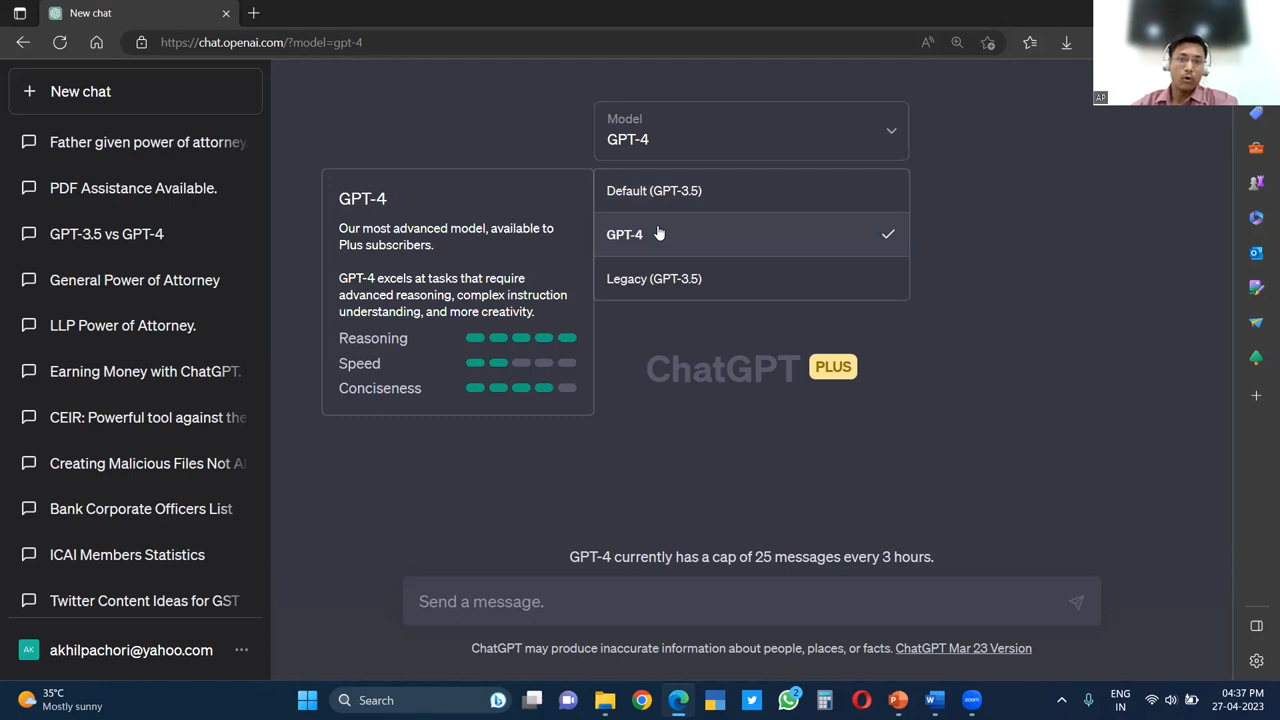 New chat
https://chat.openai.com/?model=gpt-4
AP
New chat
Father given power of attorney
PDF Assistance Available.
GPT-3.5 vs GPT-4
General Power of Attorney
LLP Power of Attorney.
Earning Money with ChatGPT.
CEIR: Powerful tool against the
Creating Malicious Files Not Al
Bank Corporate Officers List
ICAI Members Statistics
Twitter Content Ideas for GST
AK
akhilpachori@yahoo.com
Model
GPT-4
Default (GPT-3.5)
GPT-4
Legacy (GPT-3.5)
GPT-4
Our most advanced model, available to
Plus subscribers.
GPT-4 excels at tasks that require
advanced reasoning, complex instruction
understanding, and more creativity.
Reasoning
Speed
Conciseness
ChatGPT PLUS
GPT-4 currently has a cap of 25 messages every 3 hours.
Send a message.
ChatGPT may produce inaccurate information about people, places, or facts. ChatGPT Mar 23 Version
35°C
Mostly sunny
Search
2
zoom
ENG
IN
04:37 PM
27-04-2023